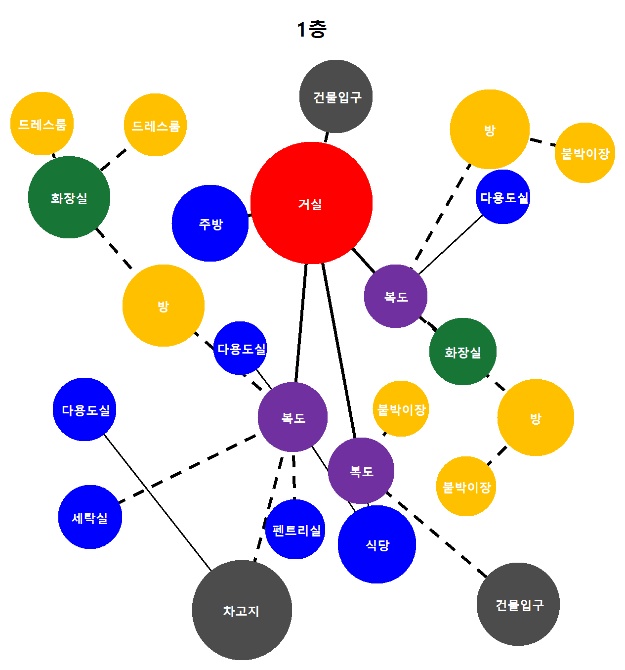 1층
건물입구
드레스룸
드레스룸
방
붙박이장
화장실
다용도실
거실
주방
복도
방
다용도실
화장실
다용도실
복도
붙박이장
방
복도
붙박이장
세탁실
펜트리실
식당
차고지
건물입구